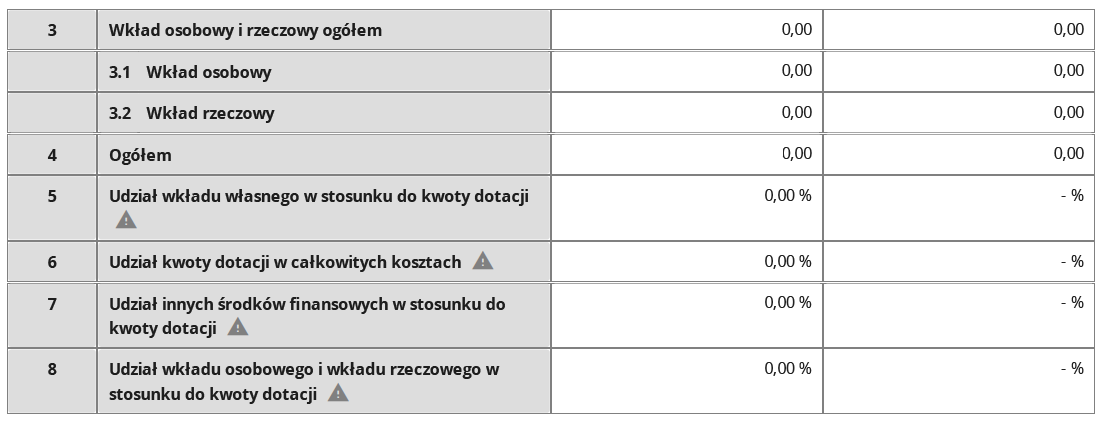 3 Wkład osobowy i rzeczowy ogółem 0,00 0,00
3.1 Wkład osobowy 0,00 0,00
3.2 Wkład rzeczowy 0,00 0,00
4 Ogółem 0,00 0,00
5 Udział wkładu własnego w stosunku do kwoty dotacji 0,00 % - %
6 Udział kwoty dotacji w całkowitych kosztach 0,00 % - %
7 Udział innych środków finansowych w stosunku do 0,00 % - %
kwoty dotacji
8 Udział wkładu osobowego i wkładu rzeczowego w 0,00 % - %
stosunku do kwoty dotacji